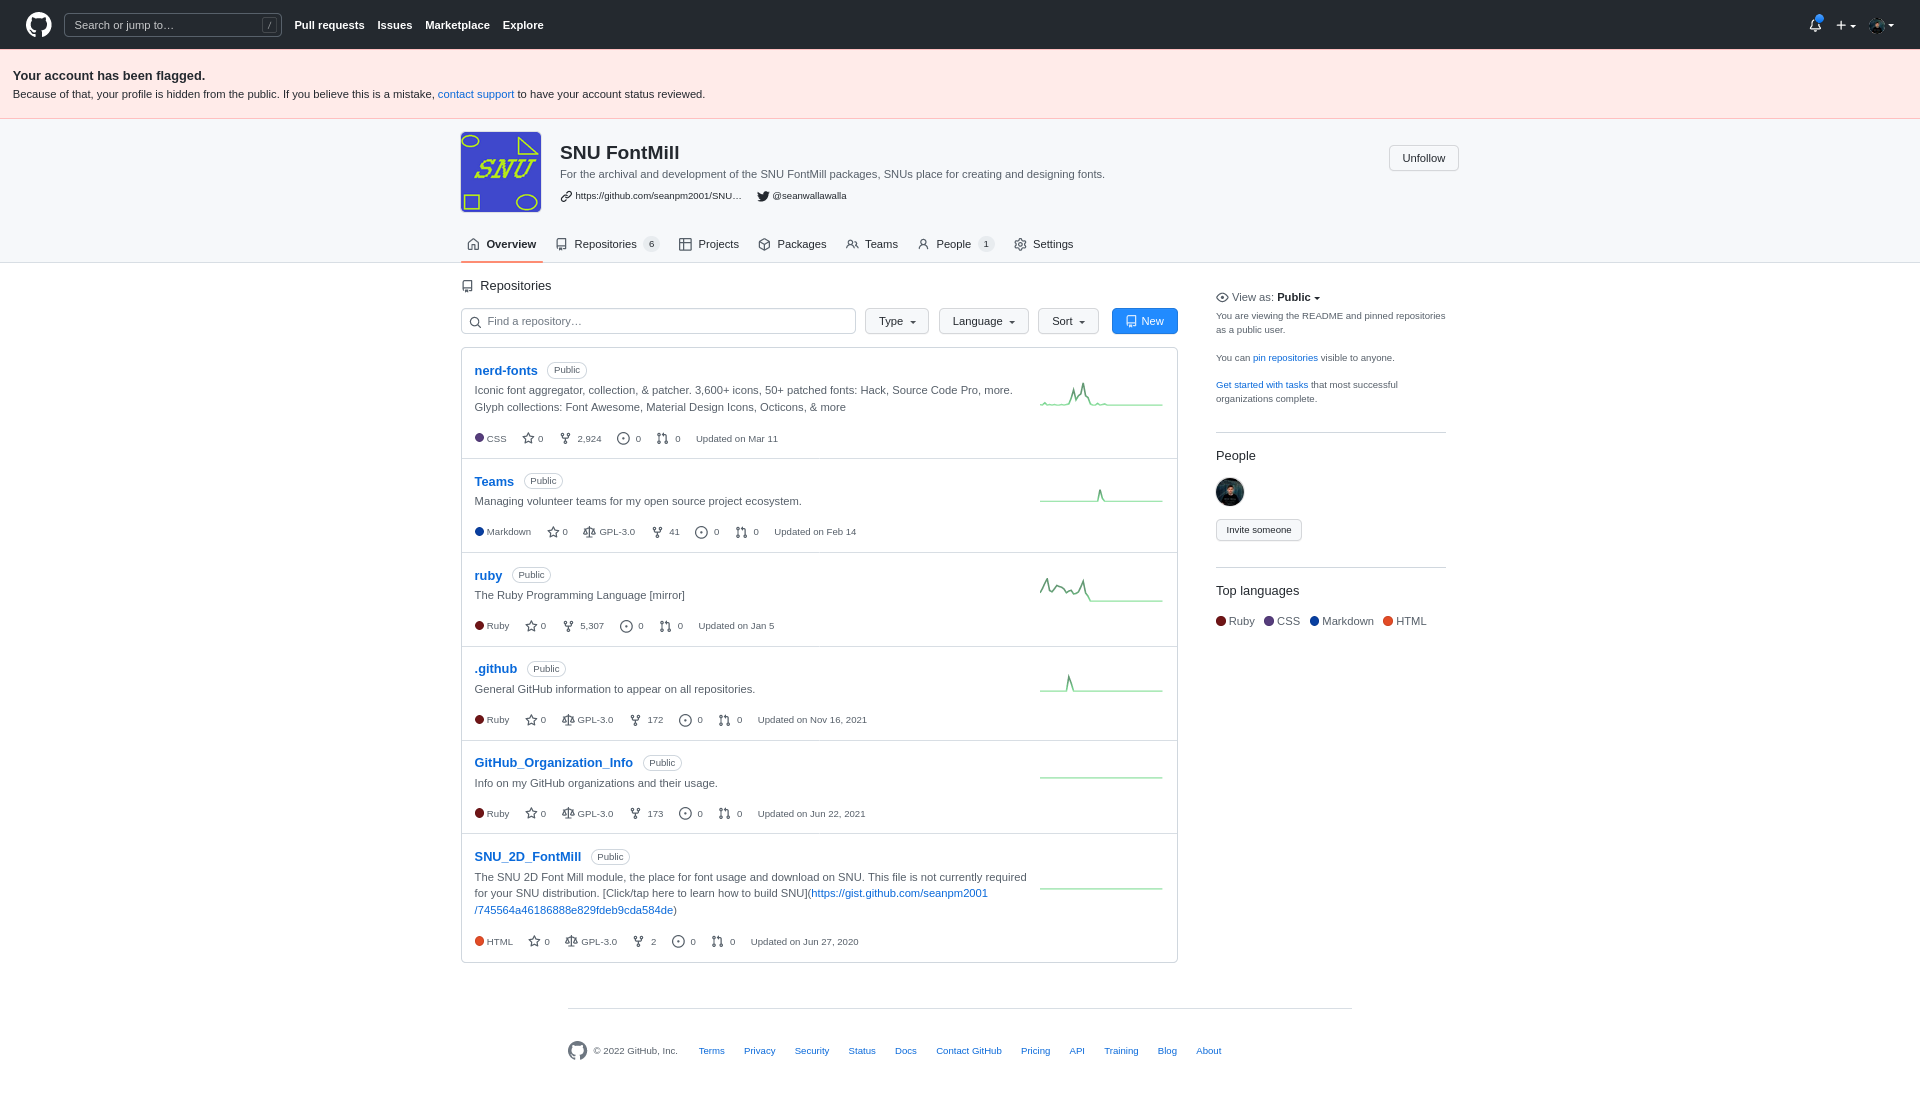 Search or jump to… /
Pull requests Issues Marketplace Explore
Your account has been flagged.
Because of that, your profile is hidden from the public. If you believe this is a mistake, contact support to have your account status reviewed.
SNU
SNU FontMill
For the archival and development of the SNU FontMill packages, SNUs place for creating and designing fonts.
https://github.com/seanpm2001/SNU… @seanwallawalla
Unfollow
Overview Repositories 6 Projects Packages Teams People 1 Settings
Repositories
Find a repository… Type Language Sort New
nerd-fonts Public
Iconic font aggregator, collection, & patcher. 3,600+ icons, 50+ patched fonts: Hack, Source Code Pro, more.
Glyph collections: Font Awesome, Material Design Icons, Octicons, & more
CSS 0 2,924 0 0 Updated on Mar 11
Teams Public
Managing volunteer teams for my open source project ecosystem.
Markdown 0 GPL-3.0 41 0 0 Updated on Feb 14
ruby Public
The Ruby Programming Language [mirror]
Ruby 0 5,307 0 0 Updated on Jan 5
.github Public
General GitHub information to appear on all repositories.
Ruby 0 GPL-3.0 172 0 0 Updated on Nov 16, 2021
GitHub_Organization_Info Public
Info on my GitHub organizations and their usage.
Ruby 0 GPL-3.0 173 0 0 Updated on Jun 22, 2021
SNU_2D_FontMill Public
The SNU 2D Font Mill module, the place for font usage and download on SNU. This file is not currently required
for your SNU distribution. [Click/tap here to learn how to build SNU](https://gist.github.com/seanpm2001
/745564a46186888e829fdeb9cda584de)
HTML 0 GPL-3.0 2 0 0 Updated on Jun 27, 2020
View as: Public
You are viewing the README and pinned repositories
as a public user.
You can pin repositories visible to anyone.
Get started with tasks that most successful
organizations complete.
People
Invite someone
Top languages
Ruby CSS Markdown HTML
© 2022 GitHub, Inc. Terms Privacy Security Status Docs Contact GitHub Pricing API Training Blog About